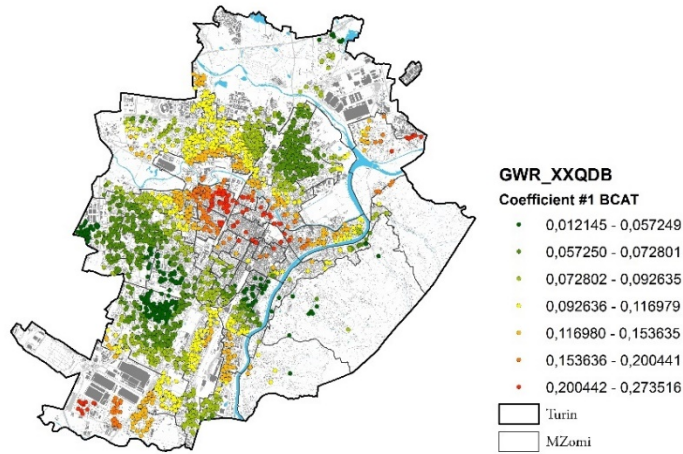 GWR_XXQDB
Coefficient #1 BCAT
0,012145 - 0,057249
0,057250 - 0,072801
0,072802 - 0,092635
0,092636 - 0,116979
0,116980 - 0,153635
0,153636 - 0,200441
0,200442 - 0,273516
Turin
MZomi